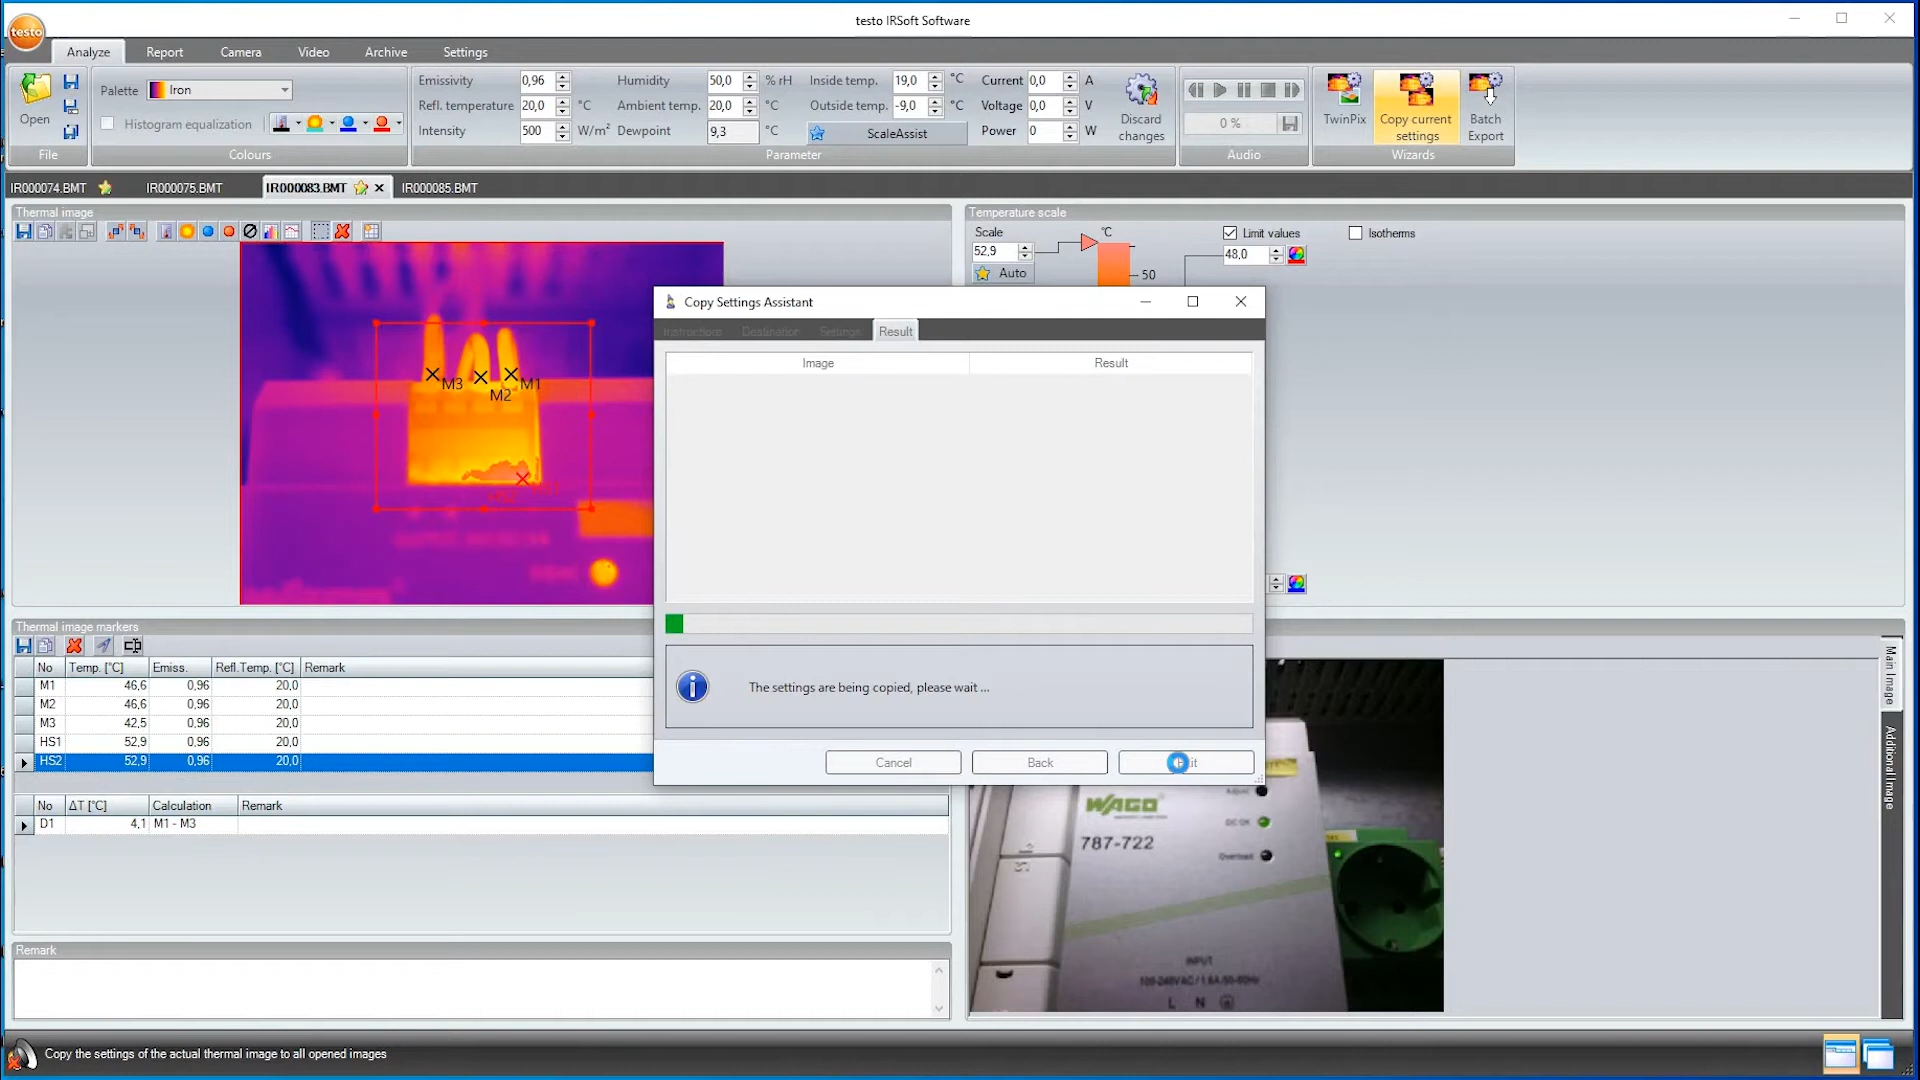 testo IRSoft Software
testo
Analyze Report Camera Video Archive Settings
Open
File
Palette Iron
Histogram equalization
Colours
Emissivity 0,96 Humidity 50,0 % rH Inside temp. 19,0 °C Current 0,0 A
Refl. temperature 20,0 °C Ambient temp. 20,0 °C Outside temp. -9,0 °C Voltage 0,0 V
Intensity 500 W/m² Dewpoint 9,3 °C ScaleAssist Power 0 W
Discard changes
Parameter
0 %
Audio
TwinPix
Copy current settings
Batch Export
Wizards
IR000074.BMT IR000075.BMT IR000083.BMT IR000085.BMT
Thermal image
M3 M2 M1
HS2
Temperature scale
Scale
52,9
Auto
°C
50
Limit values
48,0
Isotherms
Copy Settings Assistant
Instructions Destination Settings Result
Image Result
The settings are being copied, please wait ...
Cancel Back
Thermal image markers
No Temp. [°C] Emiss. Refl.Temp. [°C] Remark
M1 46,6 0,96 20,0
M2 46,6 0,96 20,0
M3 42,5 0,96 20,0
HS1 52,9 0,96 20,0
HS2 52,9 0,96 20,0
No ΔT [°C] Calculation Remark
D1 4,1 M1 - M3
Remark
Main Image
Additional Image
WAGO
787-722
DC OK
Overload
INPUT
L N
Copy the settings of the actual thermal image to all opened images